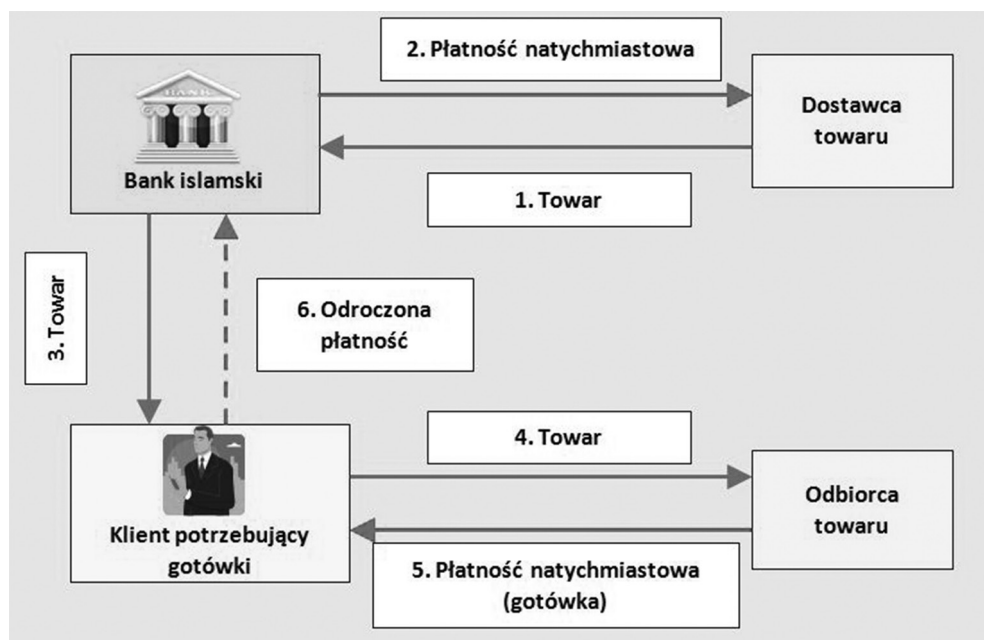 2. Płatność natychmiastowa
BANK
Bank islamski
Dostawca
towaru
1. Towar
3. Towar
6. Odroczona
płatność
4. Towar
Klient potrzebujący
gotówki
Odbiorca
towaru
5. Płatność natychmiastowa
(gotówka)